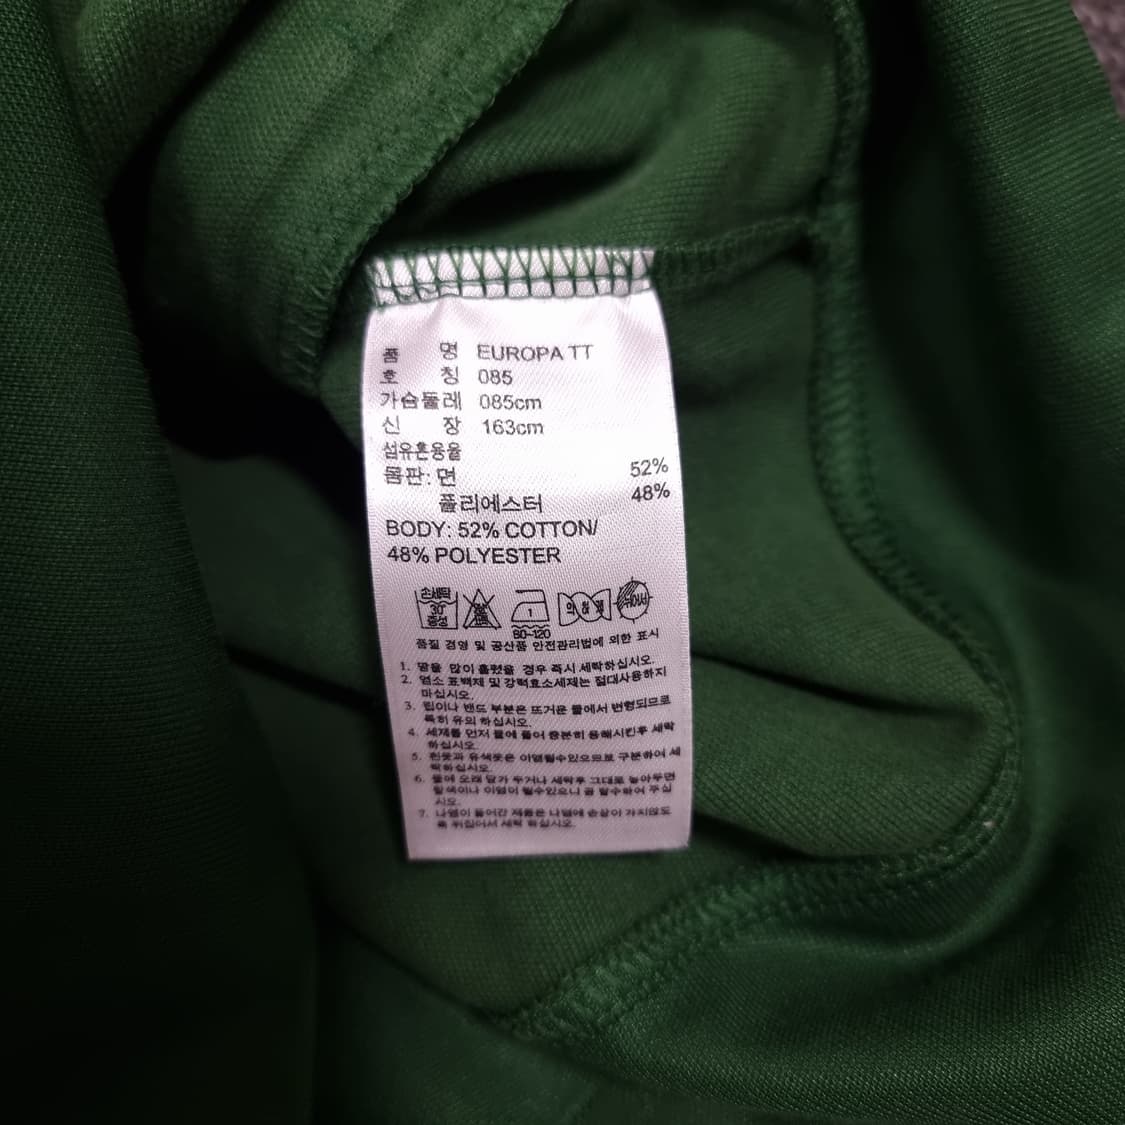 품 명 EUROPA TT
호 칭 085
가슴둘레 085cm
신 장 163cm
섬유혼용율
몸판: 면 52%
폴리에스터 48%
BODY: 52% COTTON/
48% POLYESTER
손세탁 30° 중성 1 80-120 약하게
품질 경영 및 공산품 안전관리법에 의한 표시
1. 땀을 많이 흘렸을 경우 즉시 세탁하십시오.
2. 염소 표백제 및 강력효소세제는 절대사용하지
마십시오.
3. 립이나 밴드 부분은 뜨거운 물에서 변형되므로
특히 유의 하십시오.
4. 세제를 먼저 물에 풀어 충분히 용해시킨후 세탁
하십시오.
5. 흰옷과 유색옷은 이염될수있으므로 구분하여 세
탁하십시오.
6. 물에 오래 담가 두거나 세탁후 그대로 놓아두면
탈색이나 이염이 될수있으니 곧 탈수하여 주십
시오.
7. 나염이 들어간 제품은 나염에 손상이 가지않도
록 뒤집어서 세탁 하십시오.